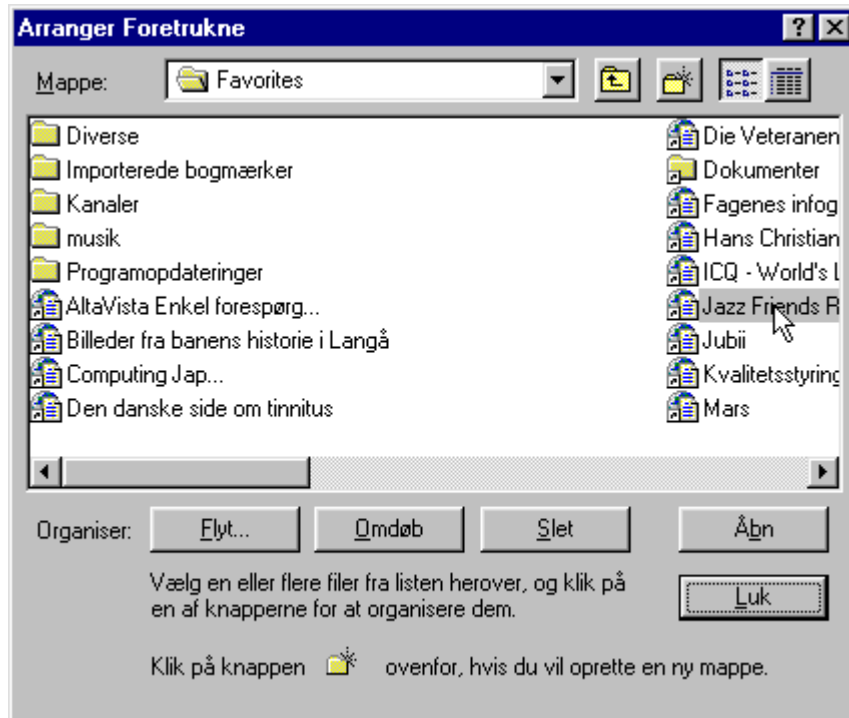 Arranger Foretrukne
Mappe: Favorites
Diverse
Importerede bogmærker
Kanaler
musik
Programopdateringer
AltaVista Enkel forespørg...
Billeder fra banens historie i Langå
Computing Jap...
Den danske side om tinnitus
Die Veteranen
Dokumenter
Fagenes infog
Hans Christian
ICQ - World's L
Jazz Friends R
Jubii
Kvalitetsstyring
Mars
Organiser: Flyt... Omdøb Slet Åbn
Vælg en eller flere filer fra listen herover, og klik på
en af knapperne for at organisere dem.
Luk
Klik på knappen ovenfor, hvis du vil oprette en ny mappe.